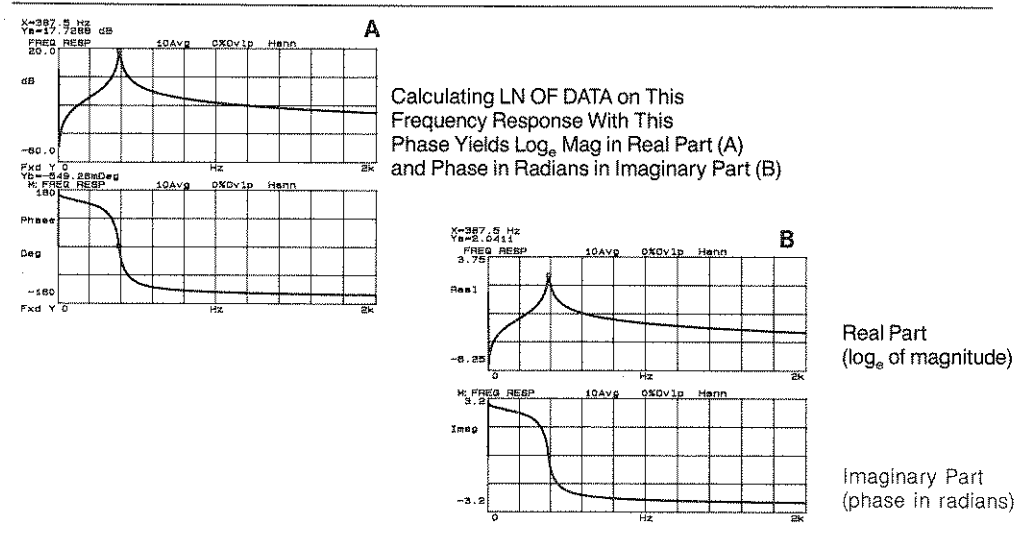 X=387.5 Hz
Ya=17.7288 dB
A
FREQ RESP 10Avg 0%Ovlp Hann
20.0
dB
-60.0
Fxd Y 0 Hz 2k
Yb=-549.28mDeg
M: FREQ RESP 10Avg 0%Ovlp Hann
180
Phase
Deg
-180
Fxd Y 0 Hz 2k
Calculating LN OF DATA on This
Frequency Response With This
Phase Yields Loge Mag in Real Part (A)
and Phase in Radians in Imaginary Part (B)
X=387.5 Hz
Ya=2.0411
B
FREQ RESP 10Avg 0%Ovlp Hann
3.75
Real
-6.25
0 Hz 2k
Real Part
(loge of magnitude)
M: FREQ RESP 10Avg 0%Ovlp Hann
3.2
Imag
-3.2
0 Hz 2k
Imaginary Part
(phase in radians)